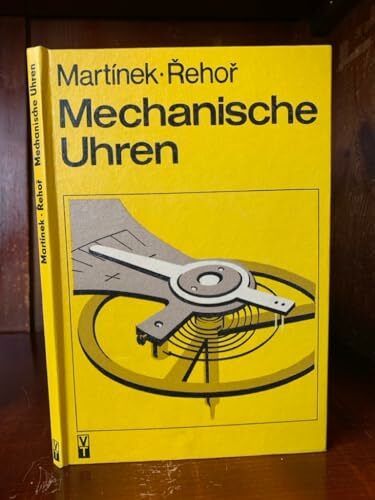 Martínek · Řehoř
Mechanische
Uhren
Martínek · Řehoř Mechanische Uhren
VT